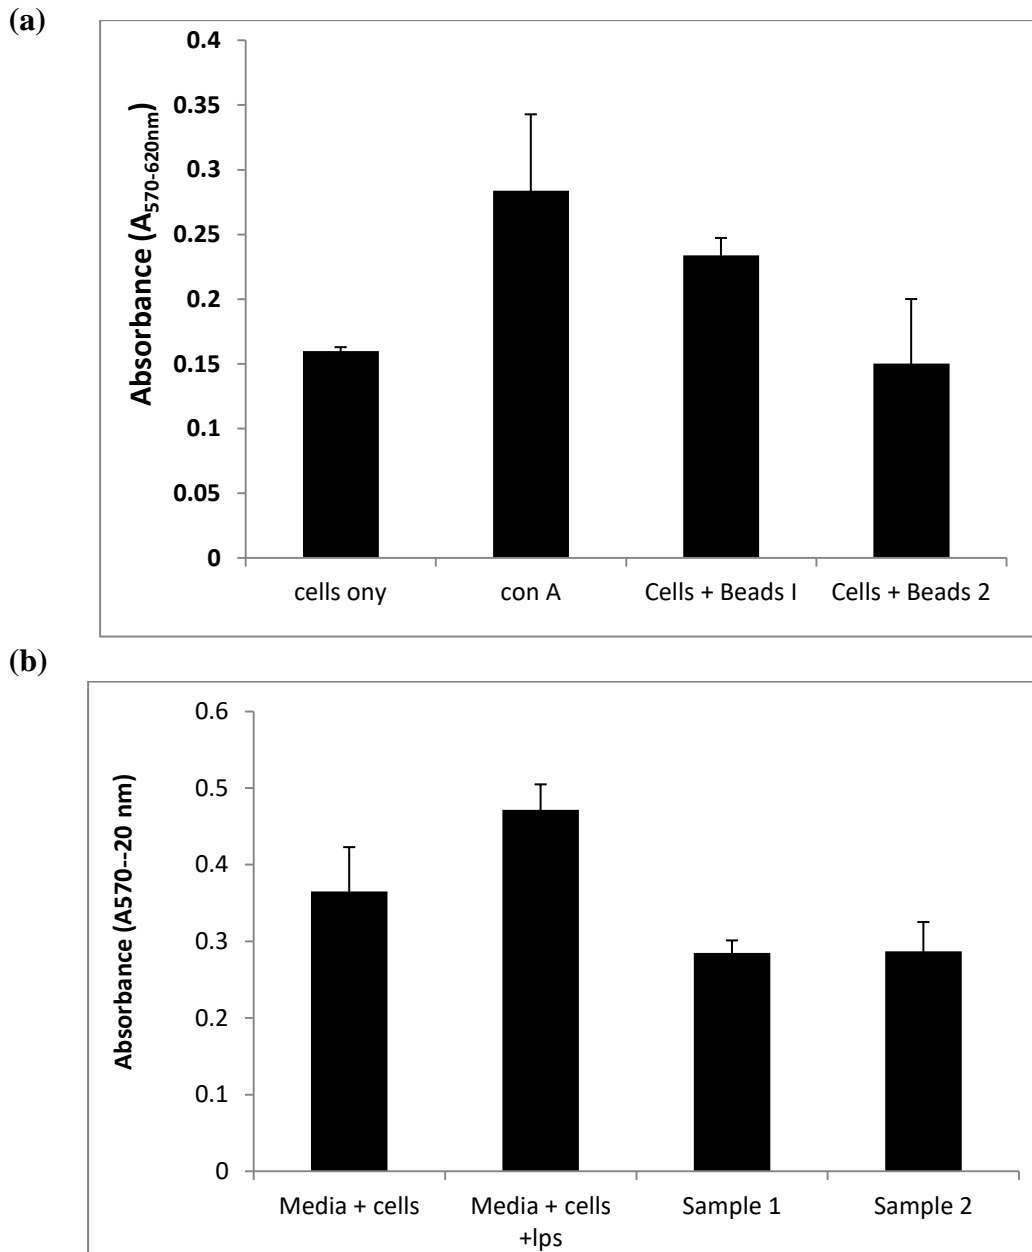 (a)
Absorbance (A570-620nm)
0.4
0.35
0.3
0.25
0.2
0.15
0.1
0.05
0
cells ony
con A
Cells + Beads I
Cells + Beads 2
(b)
Absorbance (A570--20 nm)
0.6
0.5
0.4
0.3
0.2
0.1
0
Media + cells
Media + cells
+lps
Sample 1
Sample 2